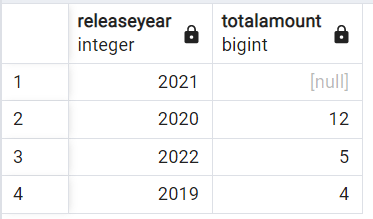 releaseyear totalamount
integer bigint
1 2021 [null]
2 2020 12
3 2022 5
4 2019 4